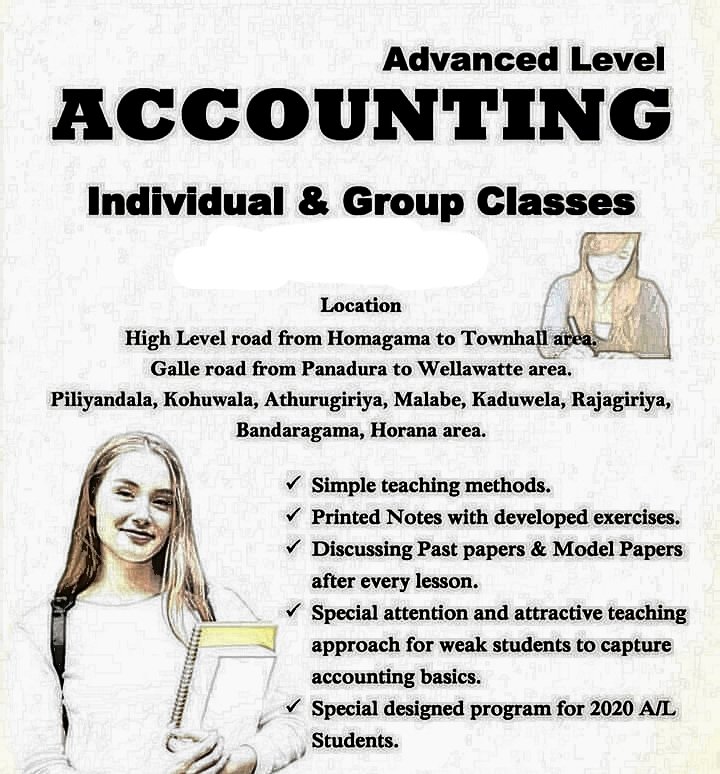 Advanced Level
ACCOUNTING
Individual & Group Classes
Location
High Level road from Homagama to Townhall area.
Galle road from Panadura to Wellawatte area.
Piliyandala, Kohuwala, Athurugiriya, Malabe, Kaduwela, Rajagiriya,
Bandaragama, Horana area.
✓ Simple teaching methods.
✓ Printed Notes with developed exercises.
✓ Discussing Past papers & Model Papers
after every lesson.
✓ Special attention and attractive teaching
approach for weak students to capture
accounting basics.
✓ Special designed program for 2020 A/L
Students.